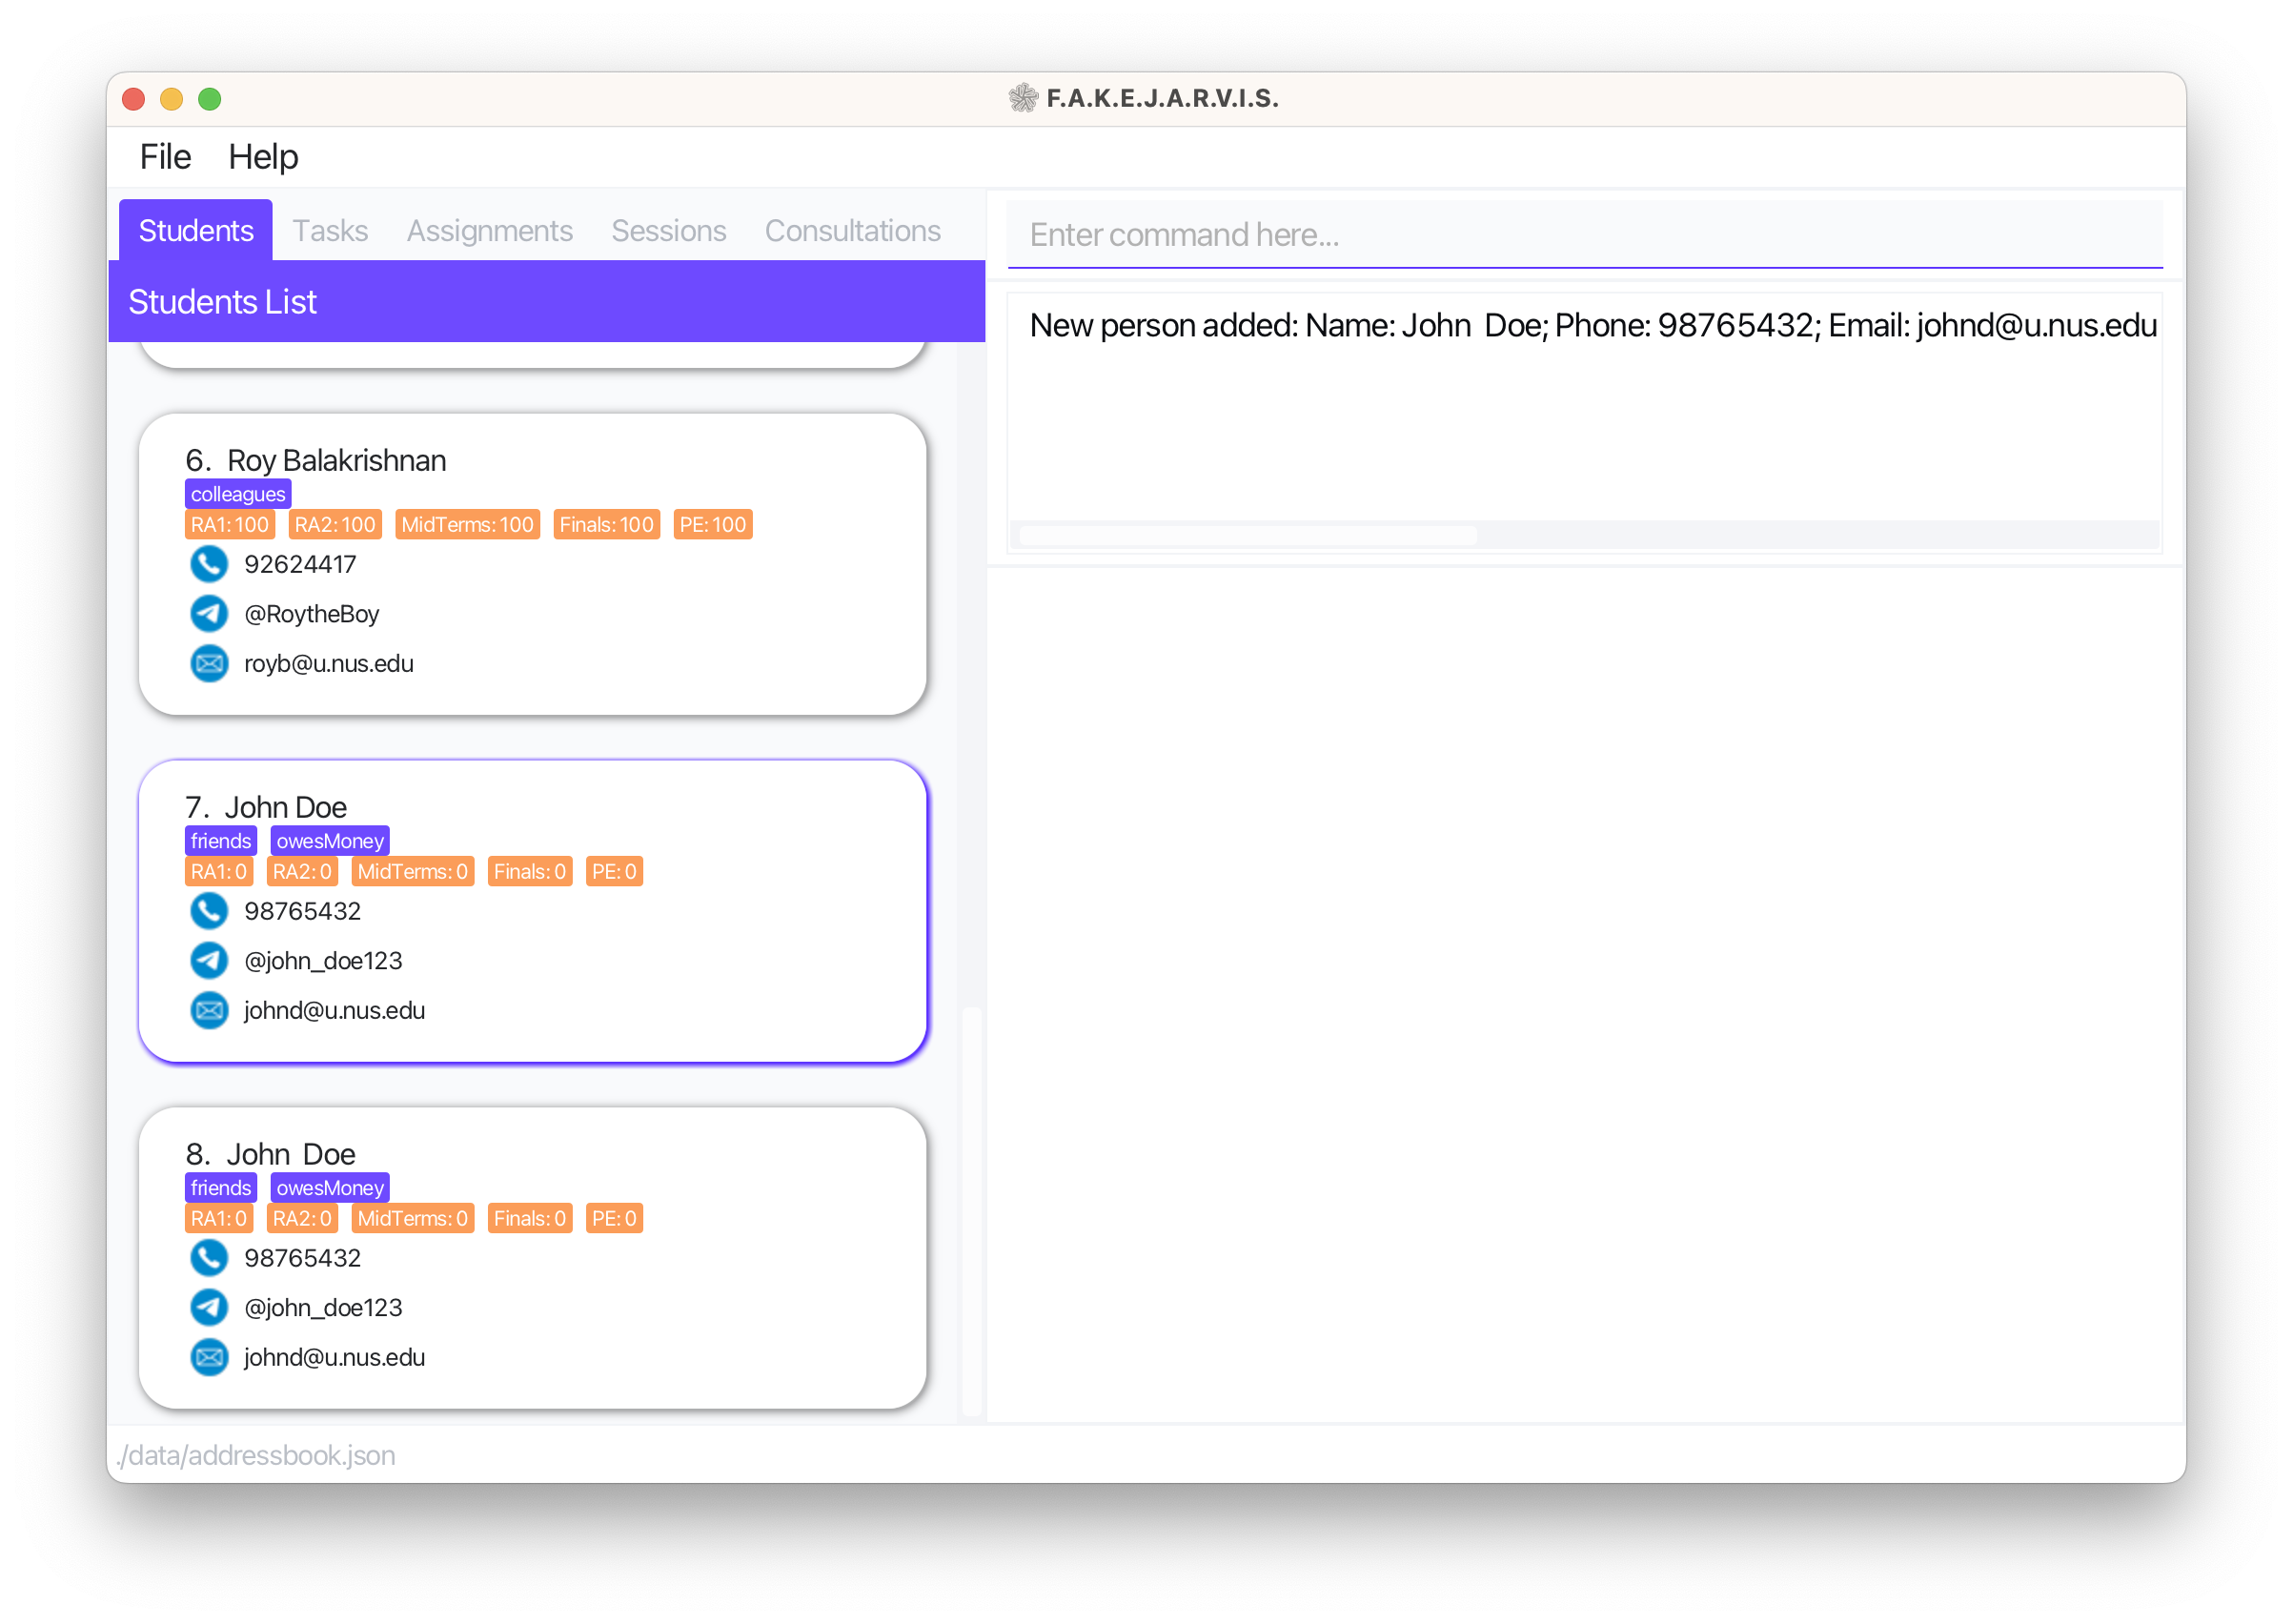 F.A.K.E.J.A.R.V.I.S.
File Help
Students Tasks Assignments Sessions Consultations
Students List
6. Roy Balakrishnan
colleagues
RA1: 100 RA2: 100 MidTerms: 100 Finals: 100 PE: 100
92624417
@RoytheBoy
royb@u.nus.edu
7. John Doe
friends owesMoney
RA1: 0 RA2: 0 MidTerms: 0 Finals: 0 PE: 0
98765432
@john_doe123
johnd@u.nus.edu
8. John  Doe
friends owesMoney
RA1: 0 RA2: 0 MidTerms: 0 Finals: 0 PE: 0
98765432
@john_doe123
johnd@u.nus.edu
Enter command here...
New person added: Name: John  Doe; Phone: 98765432; Email: johnd@u.nus.edu
./data/addressbook.json